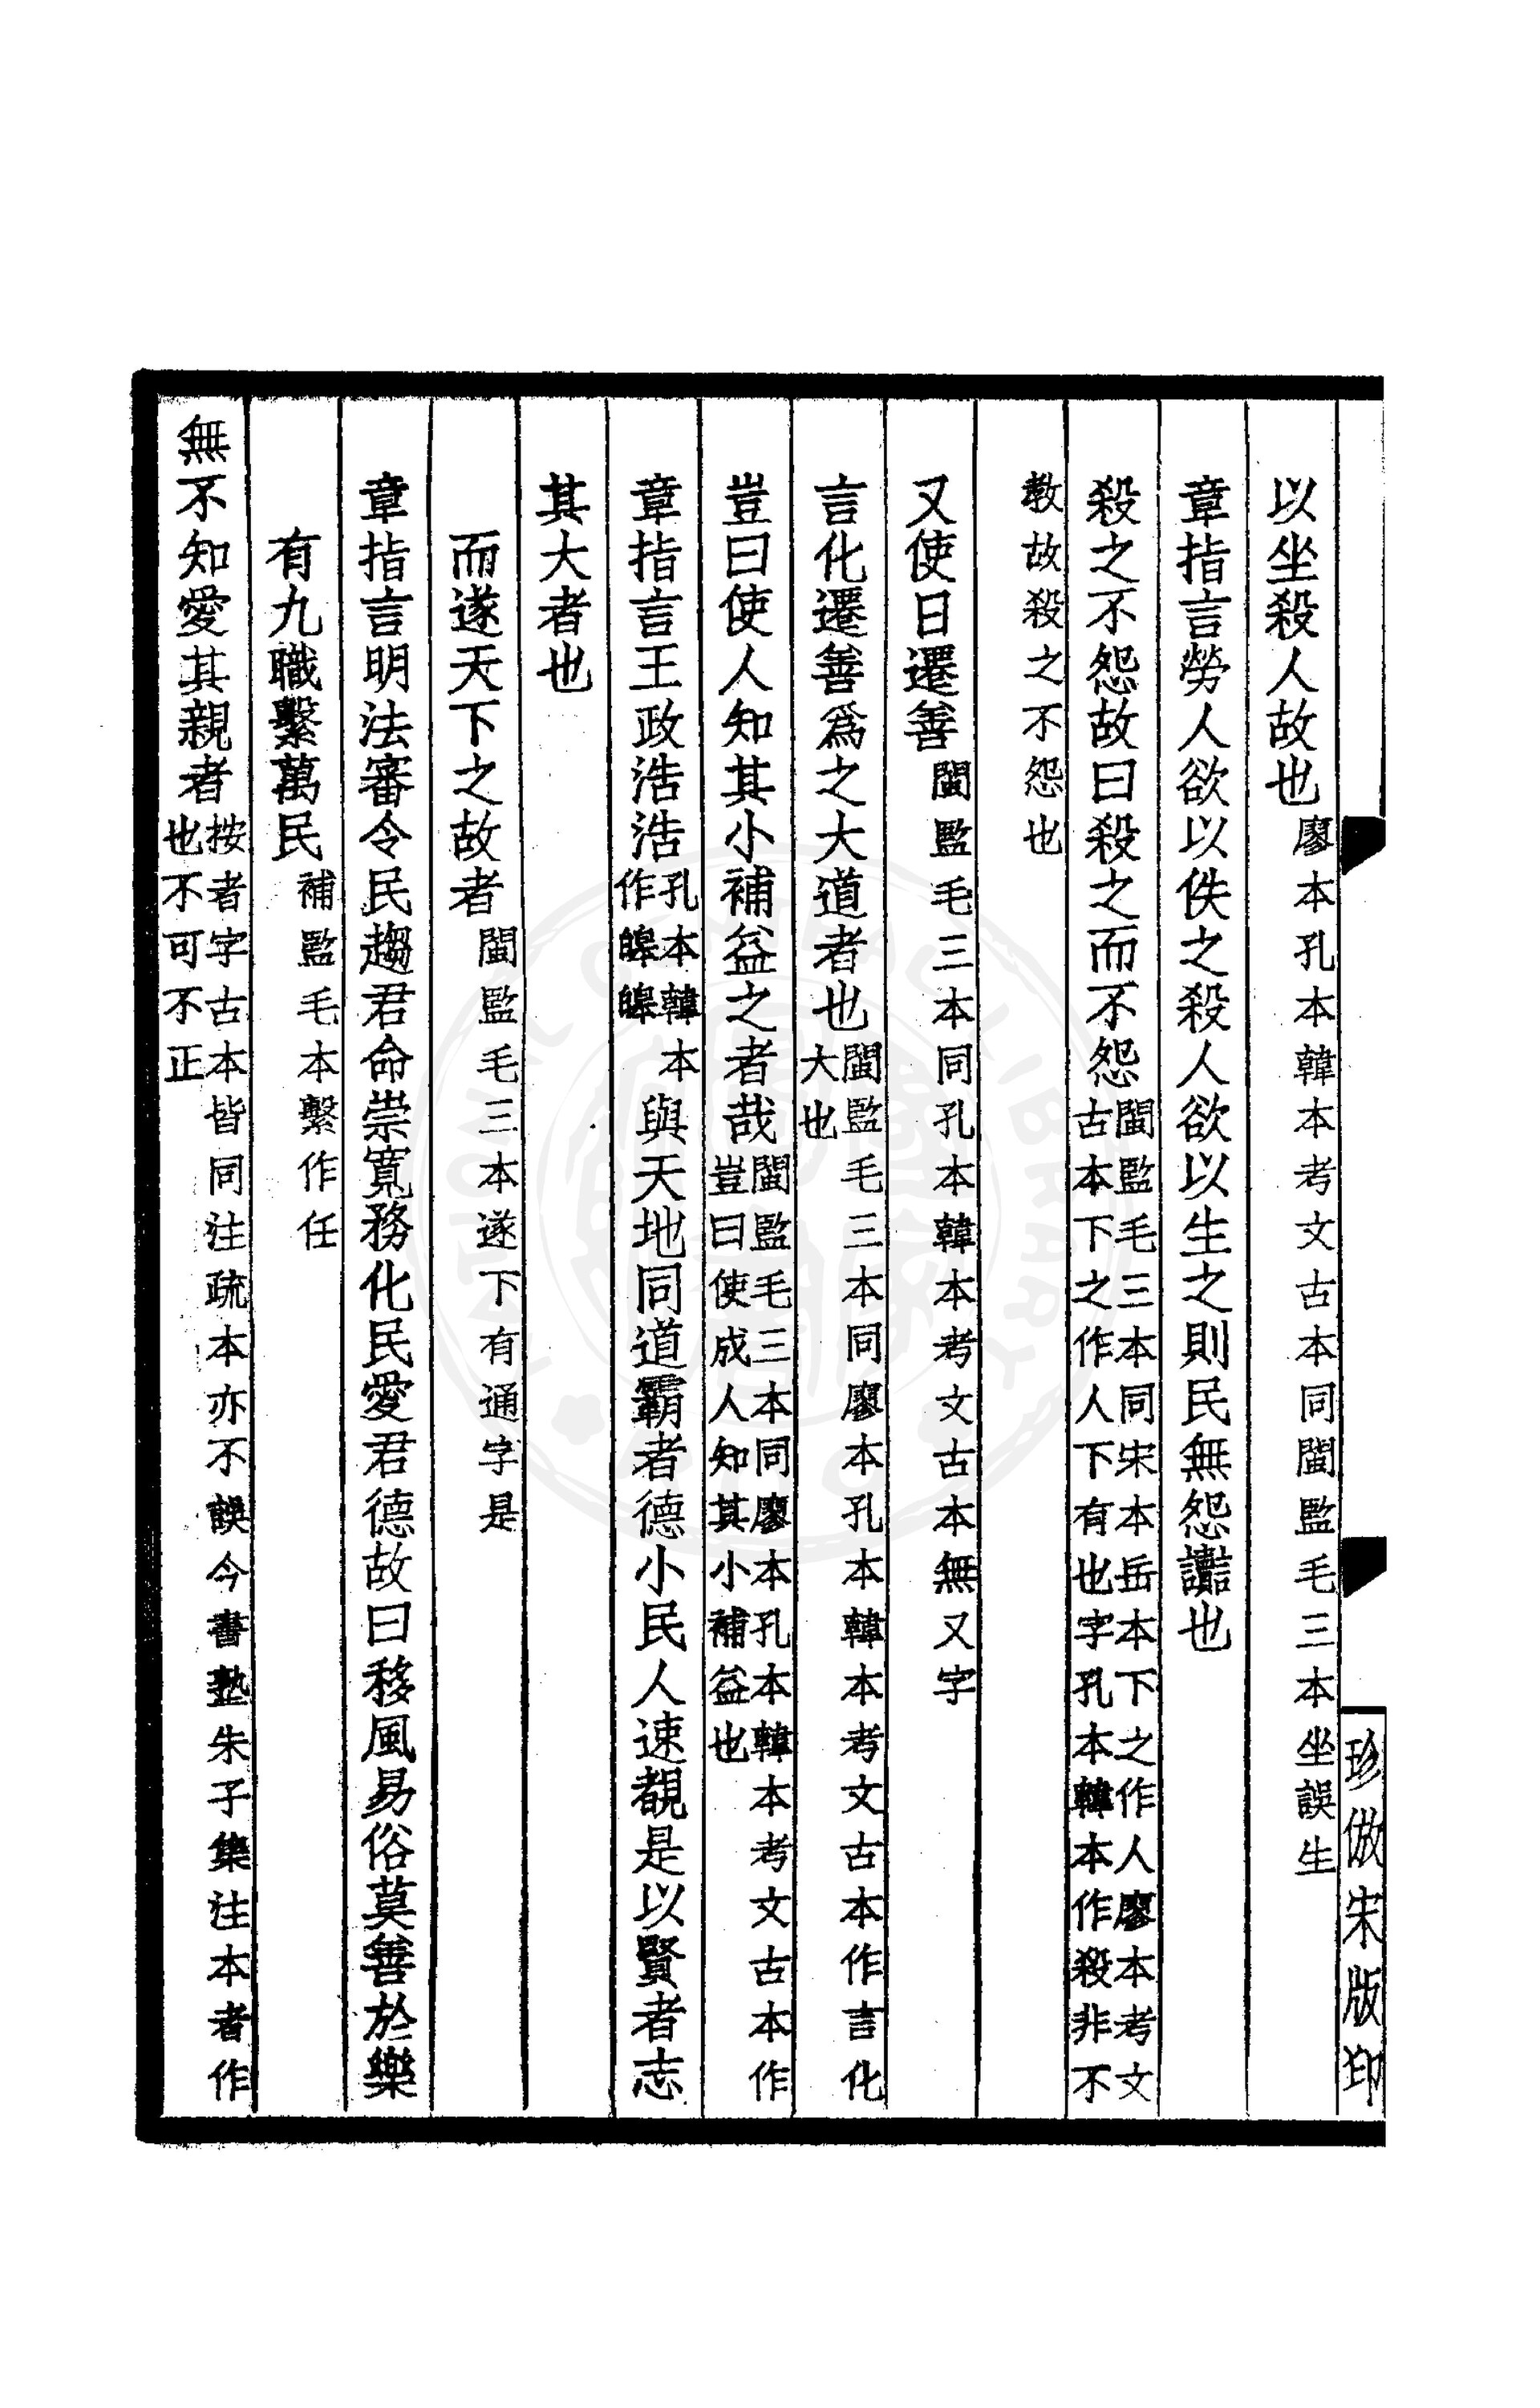 珍倣宋版印
以坐殺人故也廖本孔本韓本考文古本同閩監毛三本坐誤生
章指言勞人欲以佚之殺人欲以生之則民無怨讟也
殺之不怨故曰殺之而不怨閩監毛三本同宋本岳本下之作人廖本考文
古本下之作人下有也字孔本韓本作殺非不
教故殺之不怨也
又使日遷善閩監毛三本同孔本韓本考文古本無又字
言化遷善爲之大道者也閩監毛三本同廖本孔本韓本考文古本作言化
大也
豈曰使人知其小補益之者哉閩監毛三本同廖本孔本韓本考文古本作
豈曰使成人知其小補益也
章指言王政浩浩孔本韓本
作皞皞
與天地同道霸者德小民人速覩是以賢者志
其大者也
而遂天下之故者閩監毛三本遂下有通字是
章指言明法審令民趨君命崇寬務化民愛君德故曰移風易俗莫善於樂
有九職繫萬民補監毛本繫作任
無不知愛其親者按者字古本皆同注疏本亦不誤今書塾朱子集注本者作
也不可不正